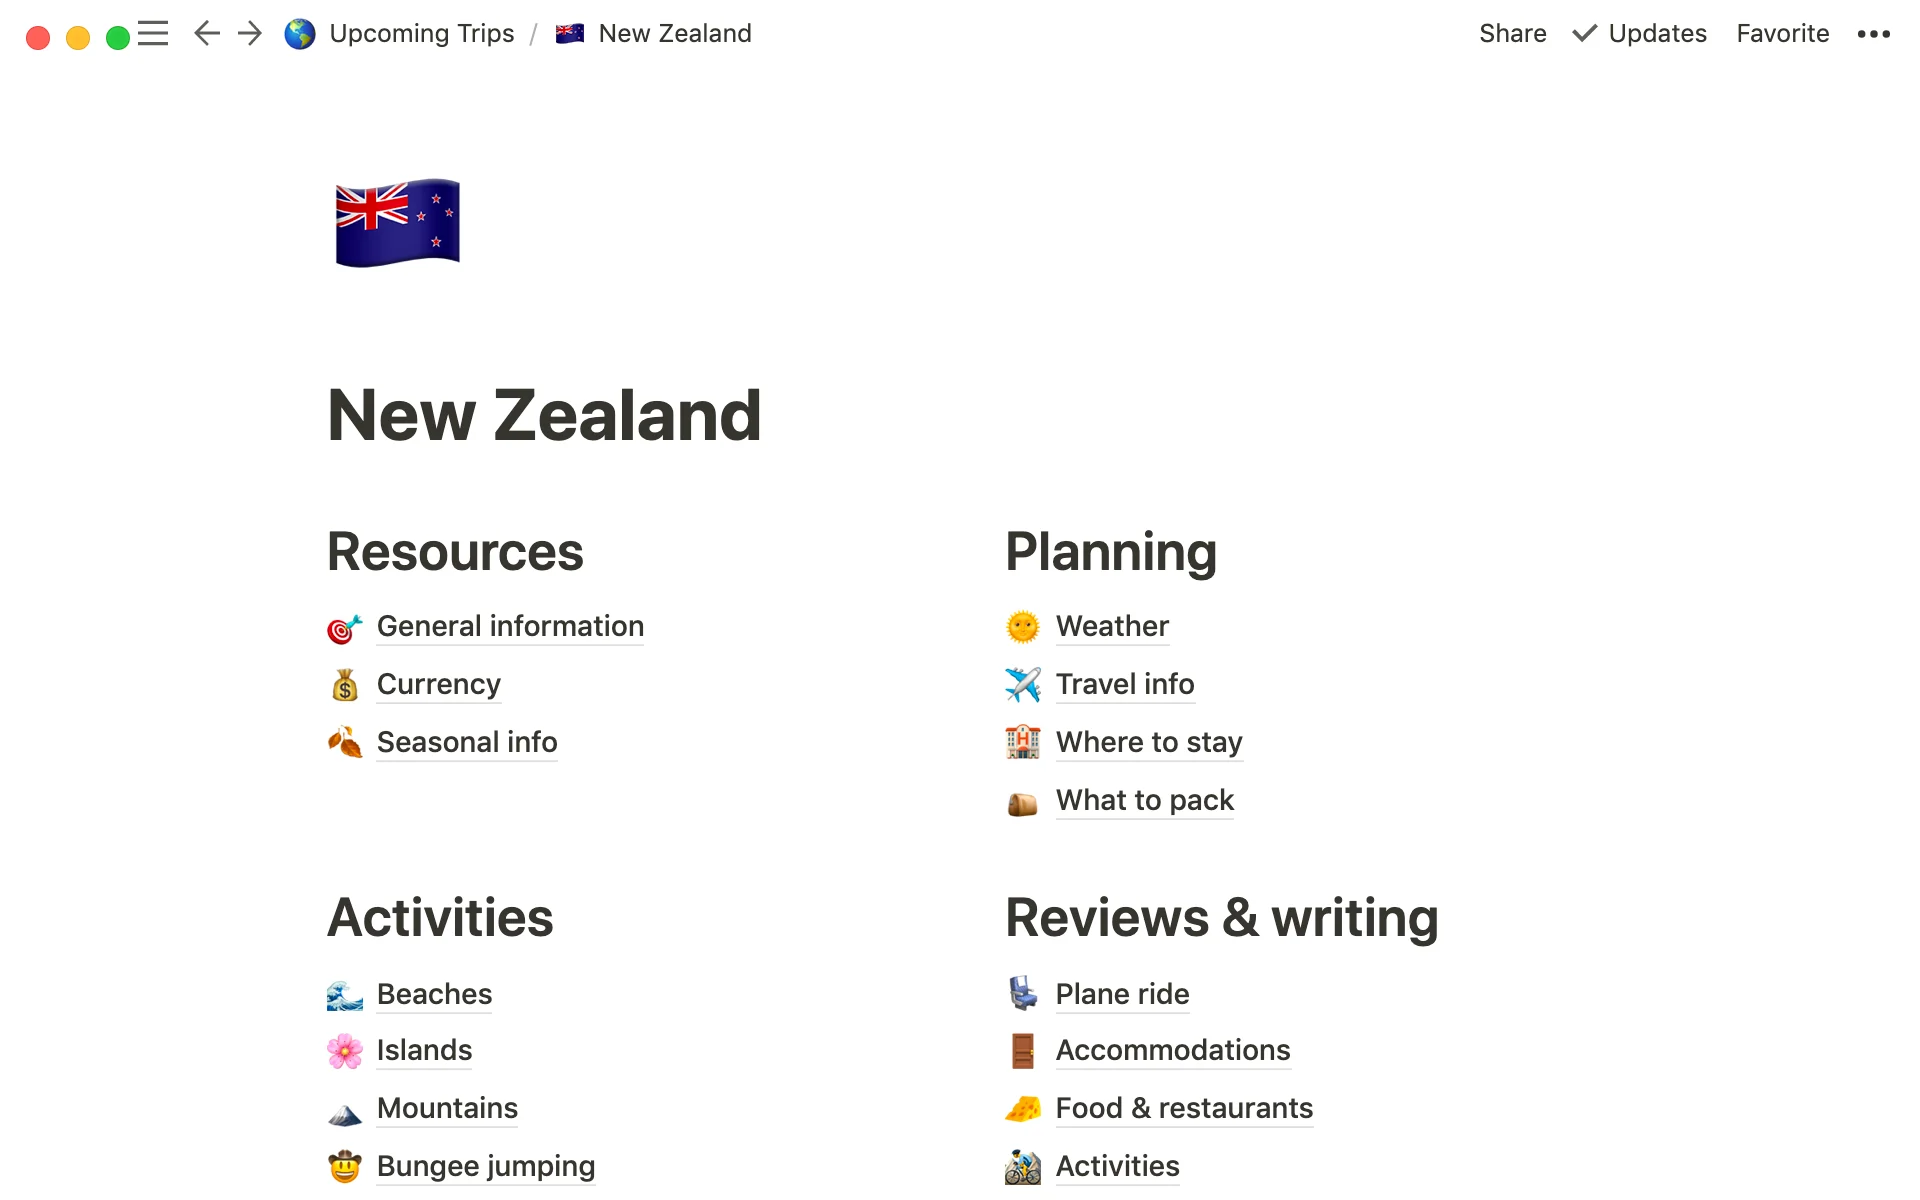 Upcoming Trips / New Zealand
Share Updates Favorite
New Zealand
Resources
General information
Currency
Seasonal info
Planning
Weather
Travel info
Where to stay
What to pack
Activities
Beaches
Islands
Mountains
Bungee jumping
Reviews & writing
Plane ride
Accommodations
Food & restaurants
Activities